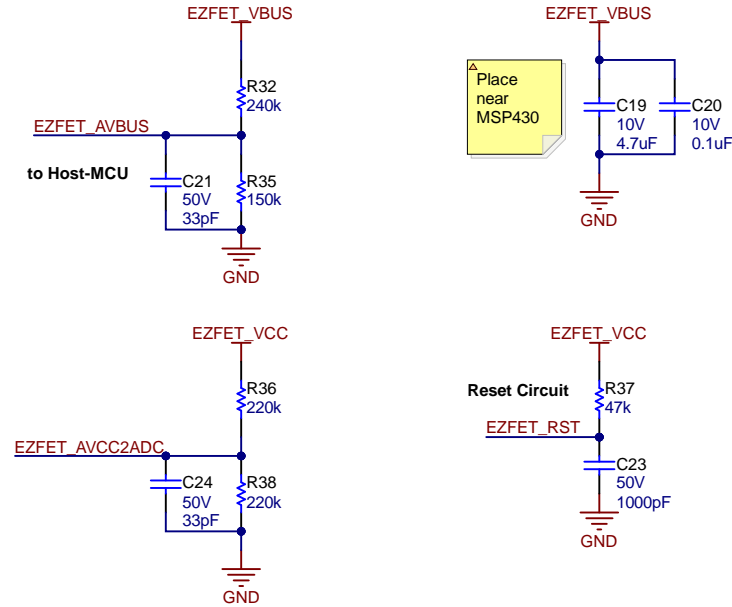 EZFET_VBUS
R32
240k
EZFET_AVBUS
to Host-MCU
C21
50V
33pF
R35
150k
GND
EZFET_VBUS
Place
near
MSP430
C19
10V
4.7uF
C20
10V
0.1uF
GND
EZFET_VCC
R36
220k
EZFET_AVCC2ADC
C24
50V
33pF
R38
220k
GND
EZFET_VCC
Reset Circuit
R37
47k
EZFET_RST
C23
50V
1000pF
GND